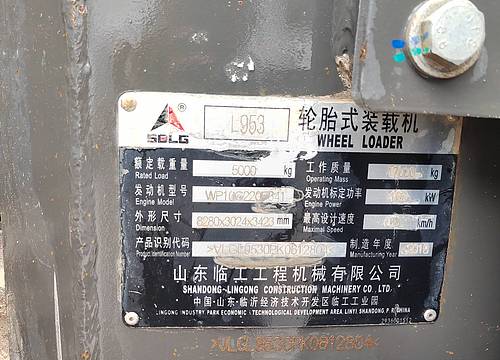 SDLG ®
L953
轮胎式装载机
WHEEL LOADER
额定载重量 5000 kg
Rated Load
工作质量 kg
Operating Mass
发动机型号
Engine Model
发动机标定功率 kW
Engine Power
外形尺寸 8280x3024x3423 mm
Dimension
最高设计速度 km/h
Maximal Speed
产品识别代码
Product Identification Number
制造年度
Manufacturing Year
山东临工工程机械有限公司
SHANDONG LINGONG CONSTRUCTION MACHINERY CO. LTD
中国·山东·临沂经济技术开发区临工工业园
LINGONG INDUSTRY PARK ECONOMIC & TECHNOLOGICAL DEVELOPMENT AREA LINYI SHANDONG P.R. CHINA